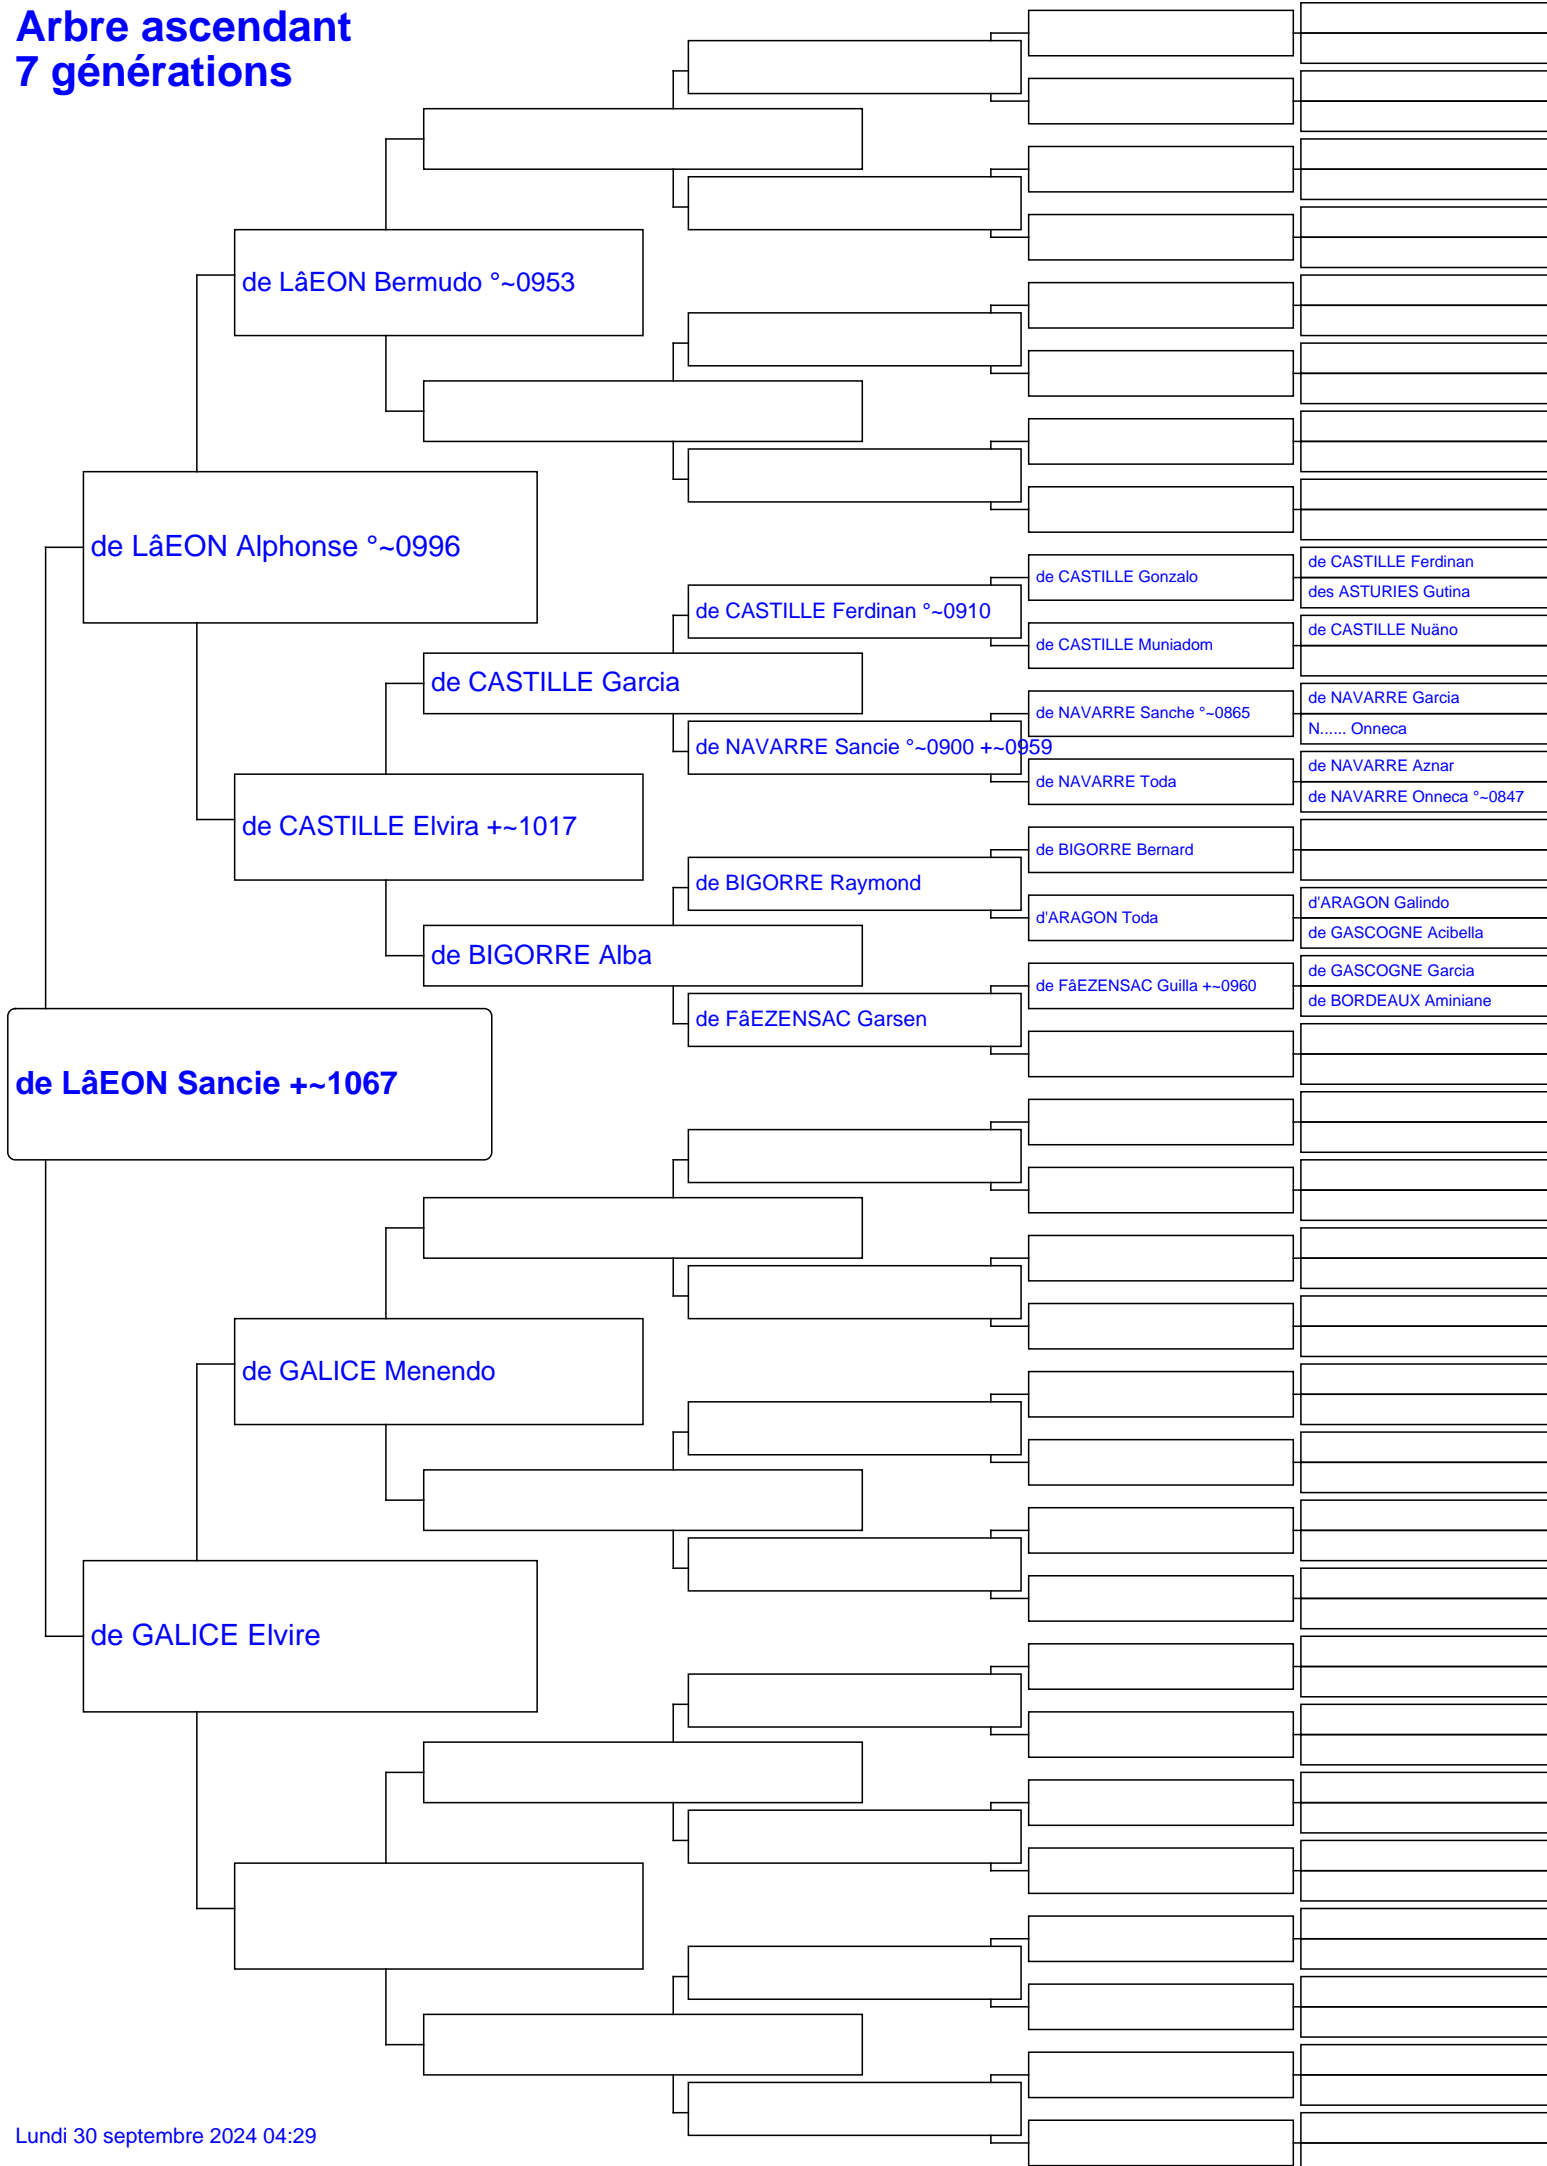 Arbre ascendant
7 générations
de LâEON Bermudo °~0953
de LâEON Alphonse °~0996
de CASTILLE Ferdinan
de CASTILLE Gonzalo
des ASTURIES Gutina
de CASTILLE Ferdinan °~0910
de CASTILLE Nuäno
de CASTILLE Muniadom
de CASTILLE Garcia
de NAVARRE Garcia
de NAVARRE Sanche °~0865
N...... Onneca
de NAVARRE Sancie °~0900 +~0959
de NAVARRE Aznar
de NAVARRE Toda
de NAVARRE Onneca °~0847
de CASTILLE Elvira +~1017
de BIGORRE Bernard
de BIGORRE Raymond
d'ARAGON Galindo
d'ARAGON Toda
de GASCOGNE Acibella
de BIGORRE Alba
de GASCOGNE Garcia
de FâEZENSAC Guilla +~0960
de BORDEAUX Aminiane
de FâEZENSAC Garsen
de LâEON Sancie +~1067
de GALICE Menendo
de GALICE Elvire
Lundi 30 septembre 2024 04:29